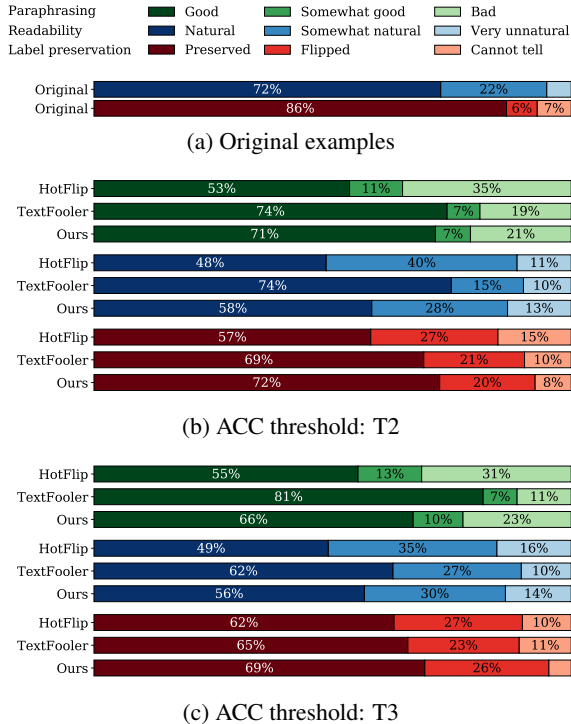 Paraphrasing Good Somewhat good Bad
Readability Natural Somewhat natural Very unnatural
Label preservation Preserved Flipped Cannot tell
Original 72% 22%
Original 86% 6% 7%
(a) Original examples
HotFlip 53% 11% 35%
TextFooler 74% 7% 19%
Ours 71% 7% 21%
HotFlip 48% 40% 11%
TextFooler 74% 15% 10%
Ours 58% 28% 13%
HotFlip 57% 27% 15%
TextFooler 69% 21% 10%
Ours 72% 20% 8%
(b) ACC threshold: T2
HotFlip 55% 13% 31%
TextFooler 81% 7% 11%
Ours 66% 10% 23%
HotFlip 49% 35% 16%
TextFooler 62% 27% 10%
Ours 56% 30% 14%
HotFlip 62% 27% 10%
TextFooler 65% 23% 11%
Ours 69% 26%
(c) ACC threshold: T3